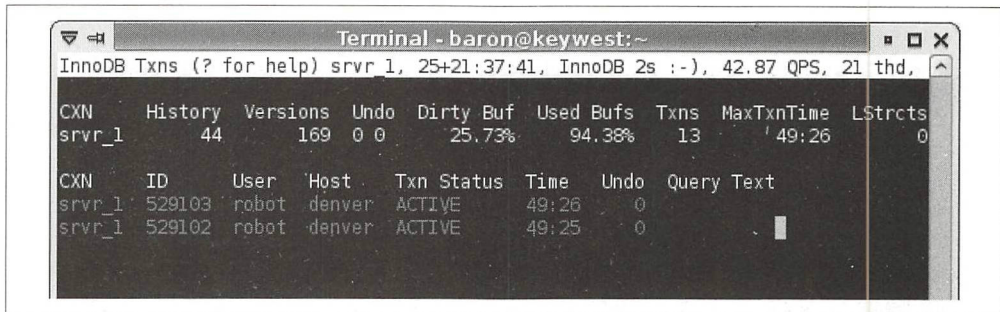 Terminal - baron@keywest:~
InnoDB Txns (? for help) srvr_1, 25+21:37:41, InnoDB 2s :-), 42.87 QPS, 21 thd,
CXN History Versions Undo Dirty Buf Used Bufs Txns MaxTxnTime LStrcts
srvr_1 44 169 0 0 25.73% 94.38% 13 49:26 0
CXN ID User Host Txn Status Time Undo Query Text
srvr_1 529103 robot denver ACTIVE 49:26 0
srvr_1 529102 robot denver ACTIVE 49:25 0